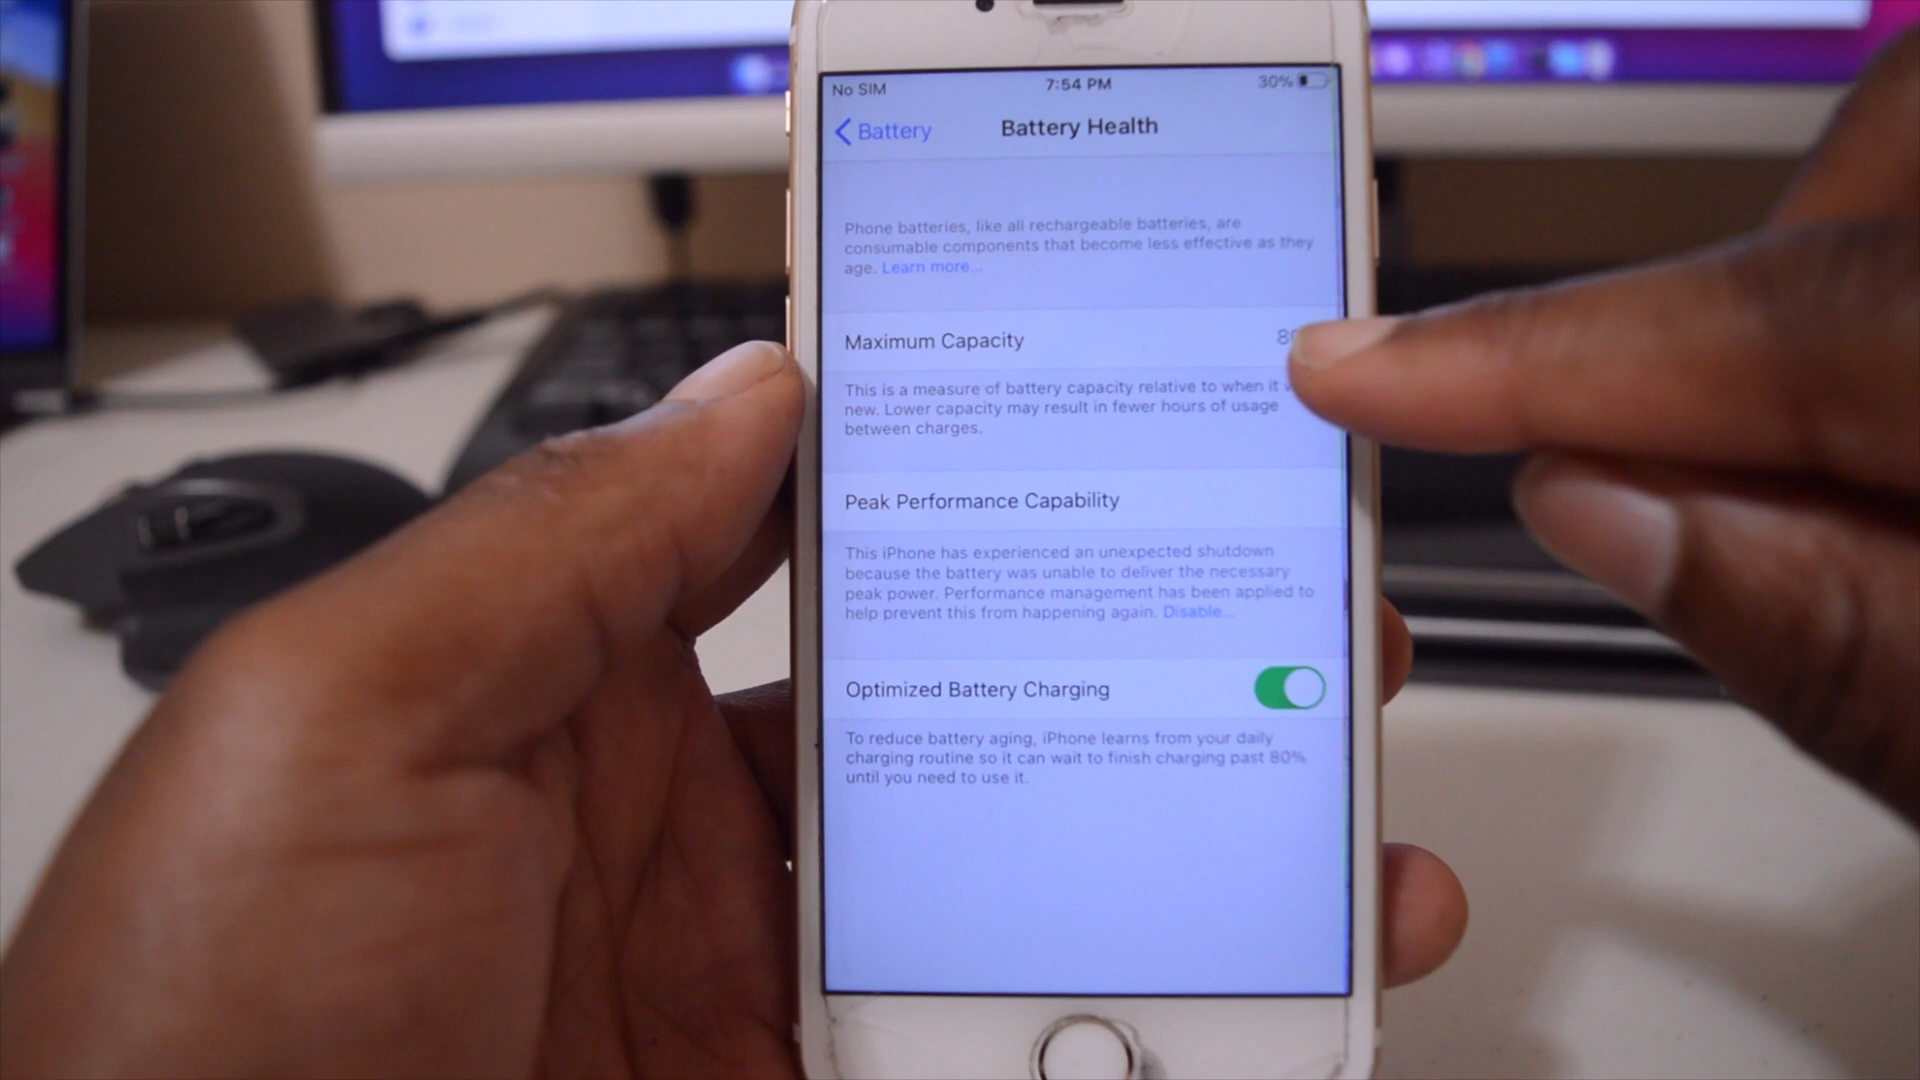 No SIM 7:54 PM 30%
Battery Battery Health
Phone batteries, like all rechargeable batteries, are
consumable components that become less effective as they
age. Learn more...
Maximum Capacity
This is a measure of battery capacity relative to when it
new. Lower capacity may result in fewer hours of usage
between charges.
Peak Performance Capability
This iPhone has experienced an unexpected shutdown
because the battery was unable to deliver the necessary
peak power. Performance management has been applied to
help prevent this from happening again. Disable...
Optimized Battery Charging
To reduce battery aging, iPhone learns from your daily
charging routine so it can wait to finish charging past 80%
until you need to use it.